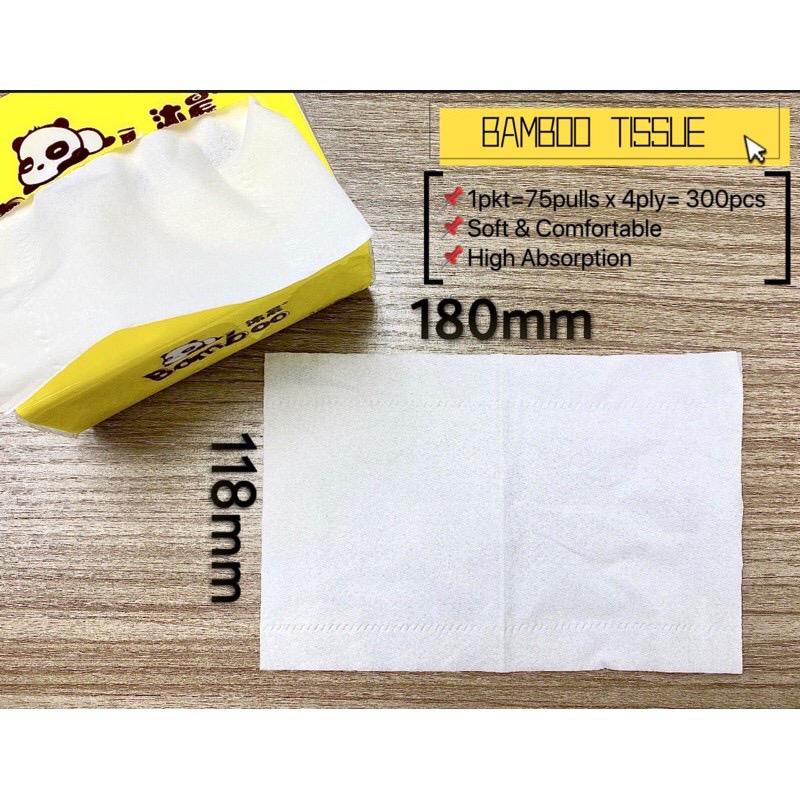 BAMBOO TISSUE
1pkt=75pulls x 4ply= 300pcs
Soft & Comfortable
High Absorption
180mm
118mm
Bamboo